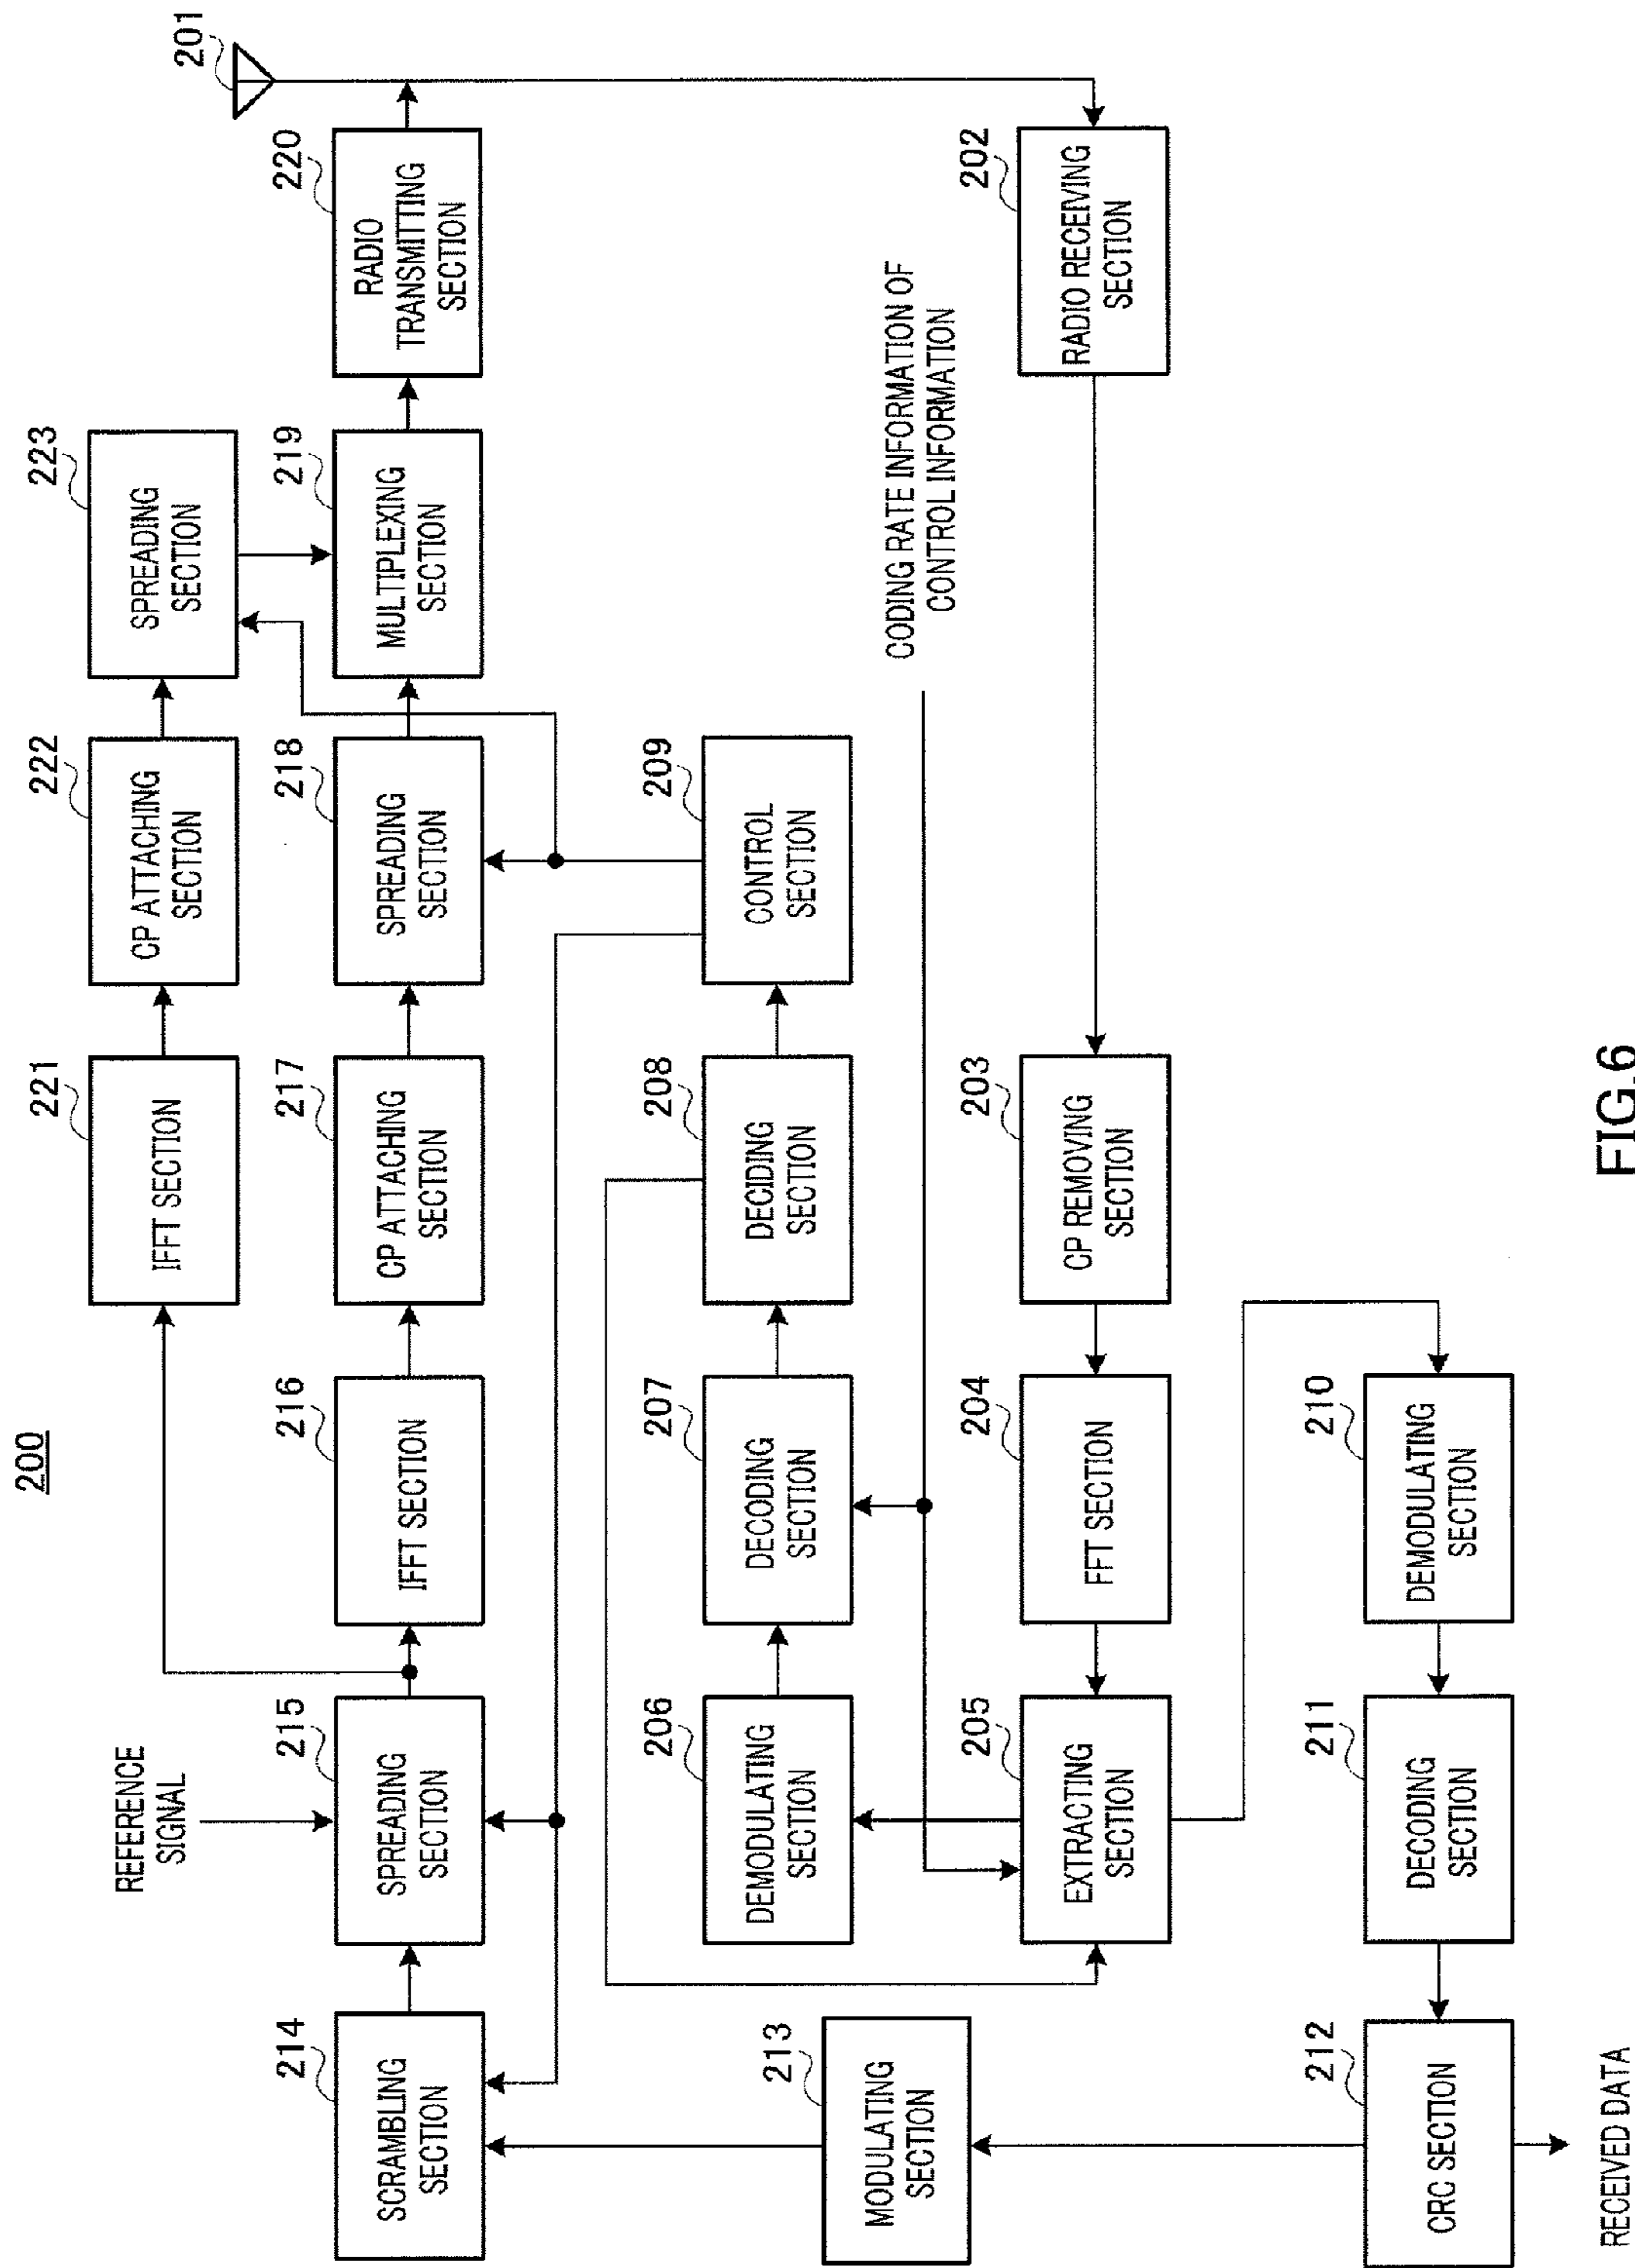 200
201
REFERENCE
SIGNAL
221
IFFT SECTION
222
CP ATTACHING
SECTION
223
SPREADING
SECTION
214
SCRAMBLING
SECTION
215
SPREADING
SECTION
216
IFFT SECTION
217
CP ATTACHING
SECTION
218
SPREADING
SECTION
219
MULTIPLEXING
SECTION
220
RADIO
TRANSMITTING
SECTION
206
DEMODULATING
SECTION
207
DECODING
SECTION
208
DECIDING
SECTION
209
CONTROL
SECTION
CODING RATE INFORMATION OF
CONTROL INFORMATION
213
MODULATING
SECTION
205
EXTRACTING
SECTION
204
FFT SECTION
203
CP REMOVING
SECTION
202
RADIO RECEIVING
SECTION
212
CRC SECTION
211
DECODING
SECTION
210
DEMODULATING
SECTION
RECEIVED DATA
FIG.6